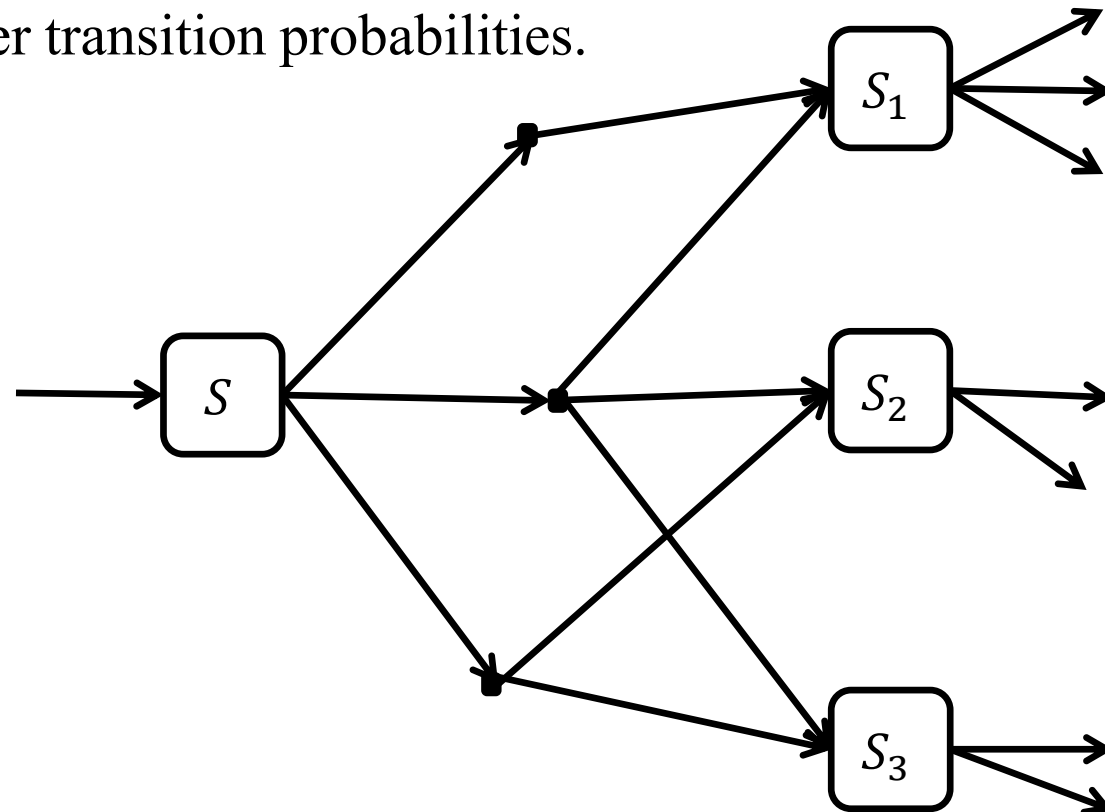 er transition probabilities.
S₁
S
S₂
S₃